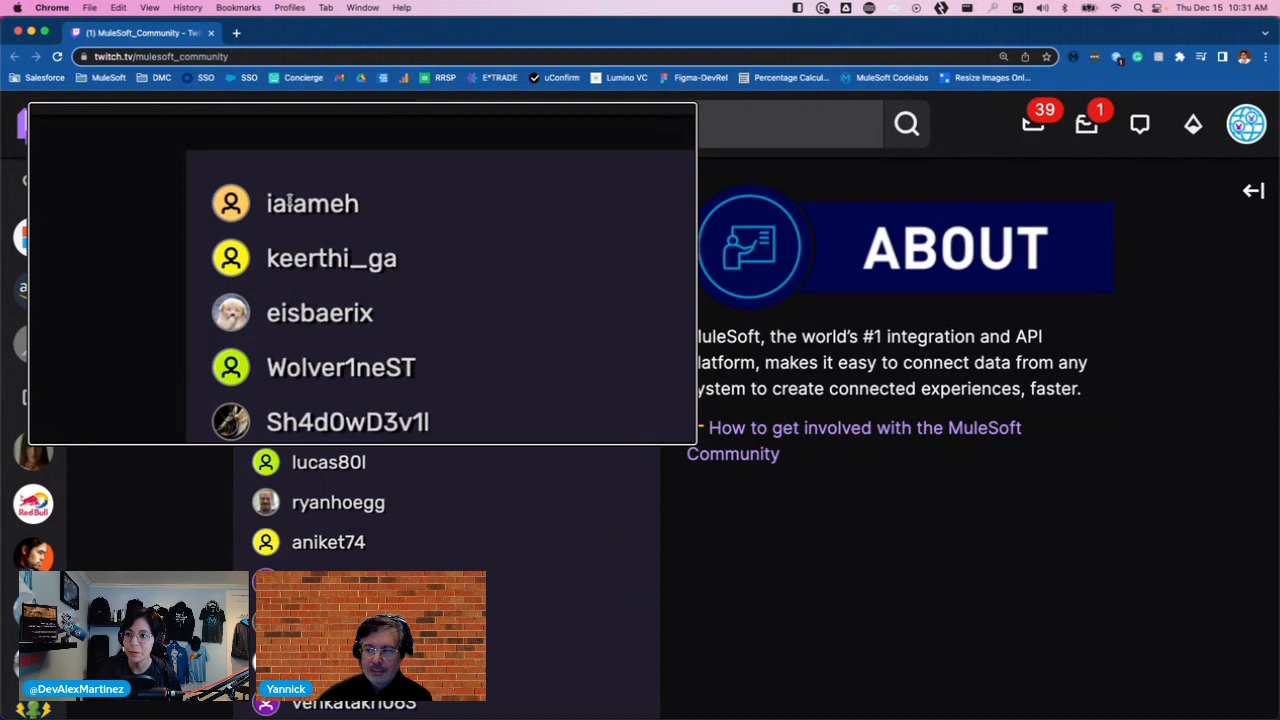 Chrome File Edit View History Bookmarks Profiles Tab Window Help Thu Dec 15 10:31 AM
(1) MuleSoft_Community - Twi
twitch.tv/mulesoft_community
Salesforce MuleSoft DMC SSO SSO Concierge RRSP E*TRADE uConfirm Lumino VC Figma-DevRel Percentage Calcul... MuleSoft Codelabs Resize Images Onl...
39 1
keerthi_ga
eisbaerix
Wolver1neST
Sh4d0wD3v1l
lucas80l
ryanhoegg
aniket74
ABOUT
MuleSoft, the world's #1 integration and API
platform, makes it easy to connect data from any
system to create connected experiences, faster.
How to get involved with the MuleSoft
Community
Red Bull
@DevAlexMartinez
Yannick